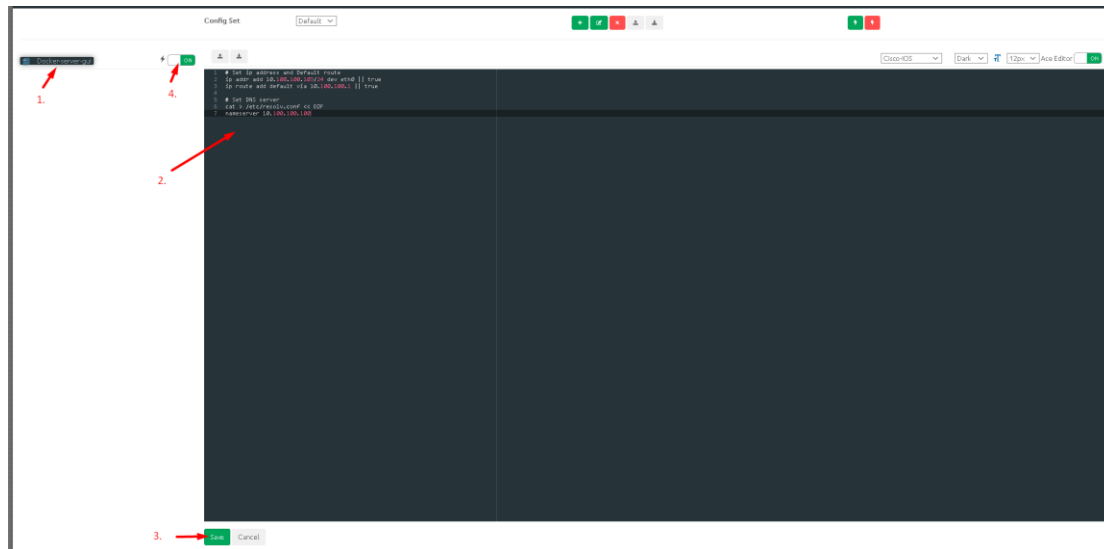 Config Set
Default
Docker-server-gui
ON
Cisco-IOS
Dark
12px
Ace Editor
ON
1 # Set Ip address and Default route
2 ip addr add 10.100.100.105/24 dev eth0 || true
3 ip route add default via 10.100.100.1 || true
4
5 # Set DNS server
6 cat > /etc/resolv.conf << EOF
7 nameserver 10.100.100.100
1.
4.
2.
3.
Save
Cancel